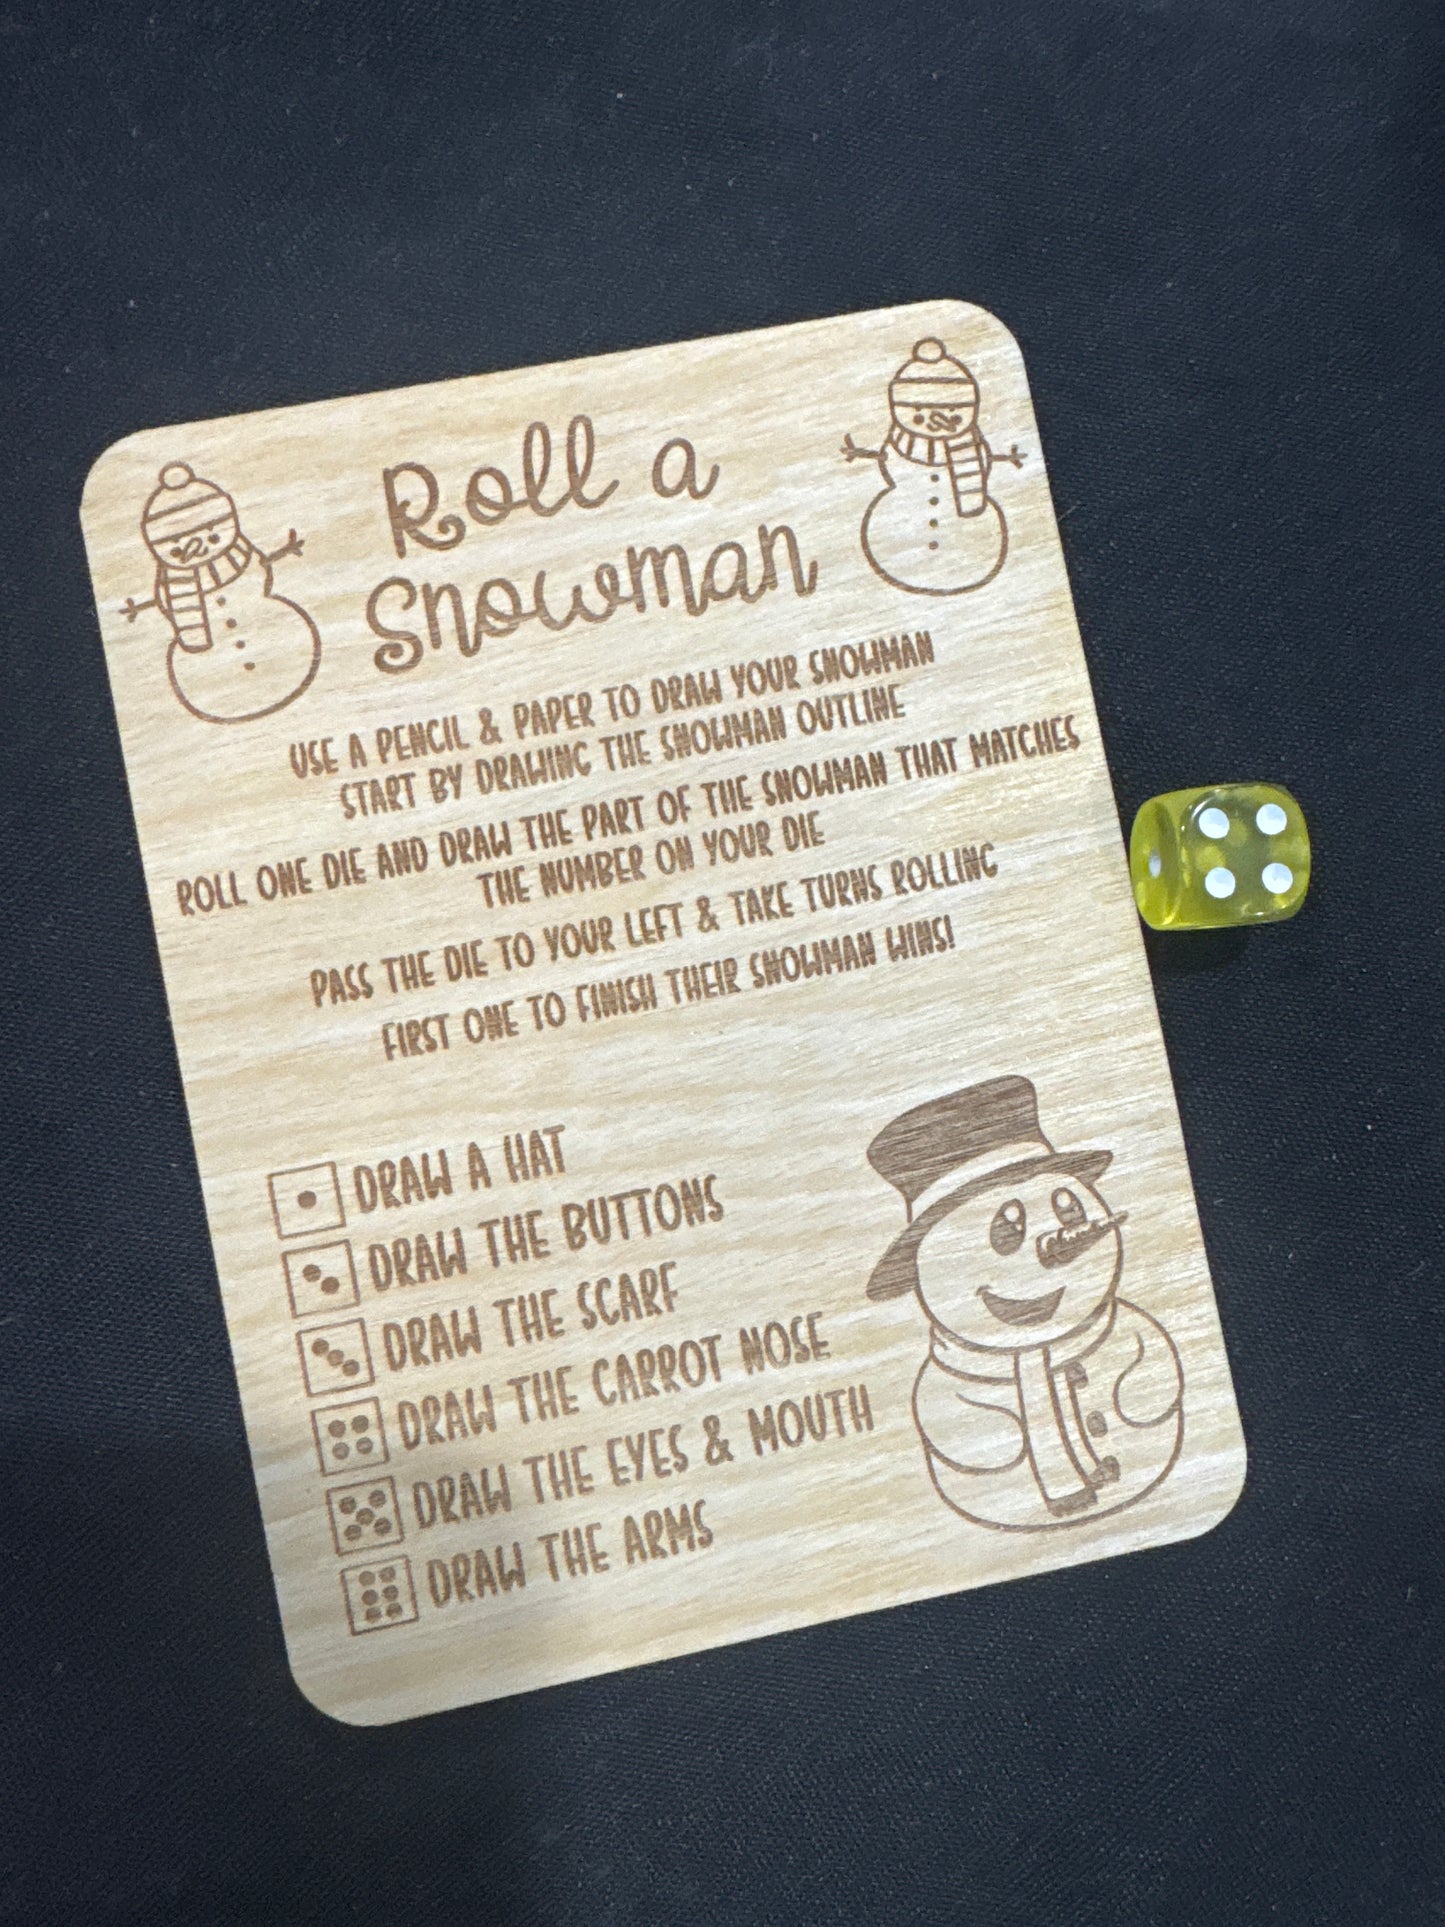 Roll a
Snowman
USE A PENCIL & PAPER TO DRAW YOUR SNOWMAN
START BY DRAWING THE SNOWMAN OUTLINE
ROLL ONE DIE AND DRAW THE PART OF THE SNOWMAN THAT MATCHES
THE NUMBER ON YOUR DIE
PASS THE DIE TO YOUR LEFT & TAKE TURNS ROLLING
FIRST ONE TO FINISH THEIR SNOWMAN WINS!
DRAW A HAT
DRAW THE BUTTONS
DRAW THE SCARF
DRAW THE CARROT NOSE
DRAW THE EYES & MOUTH
DRAW THE ARMS